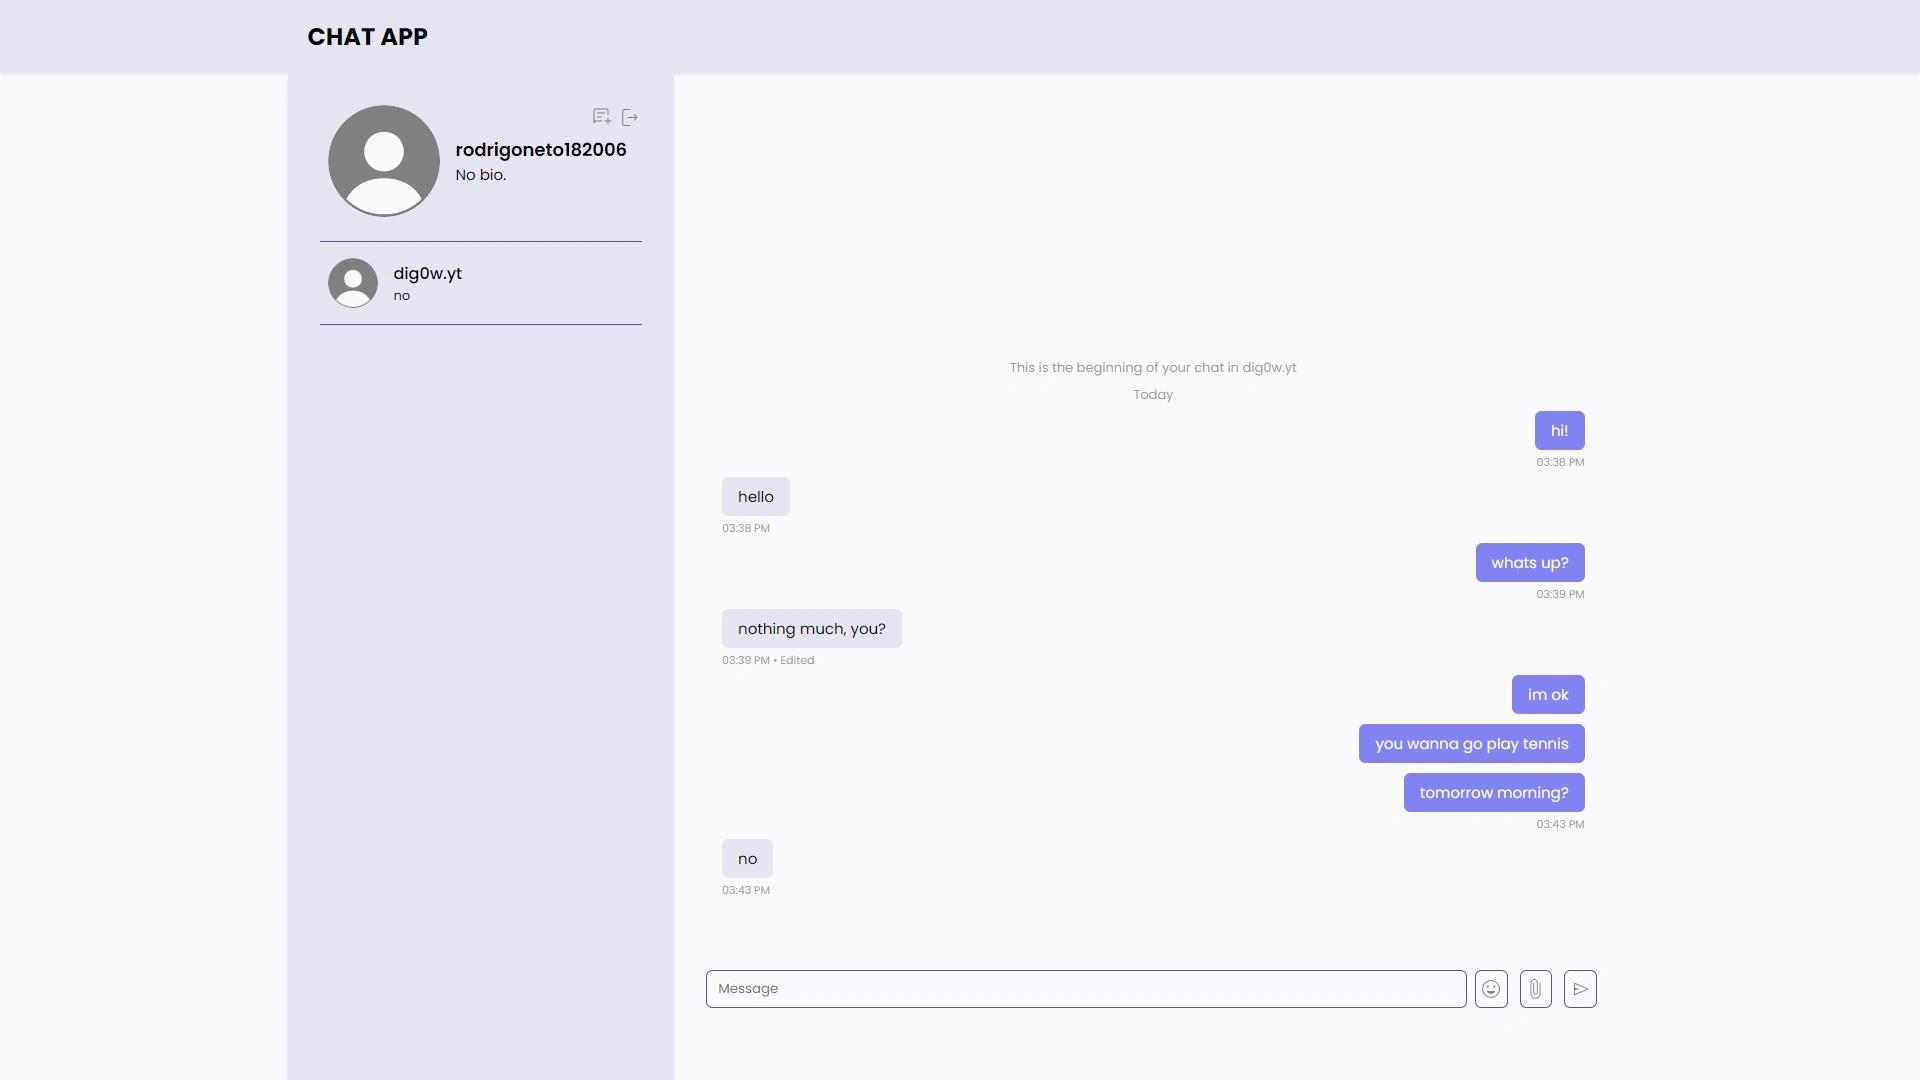 CHAT APP
rodrigoneto182006
No bio.
dig0w.yt
no
This is the beginning of your chat in dig0w.yt
Today
hi!
03:38 PM
hello
03:38 PM
whats up?
03:39 PM
nothing much, you?
03:39 PM • Edited
im ok
you wanna go play tennis
tomorrow morning?
03:43 PM
no
03:43 PM
Message